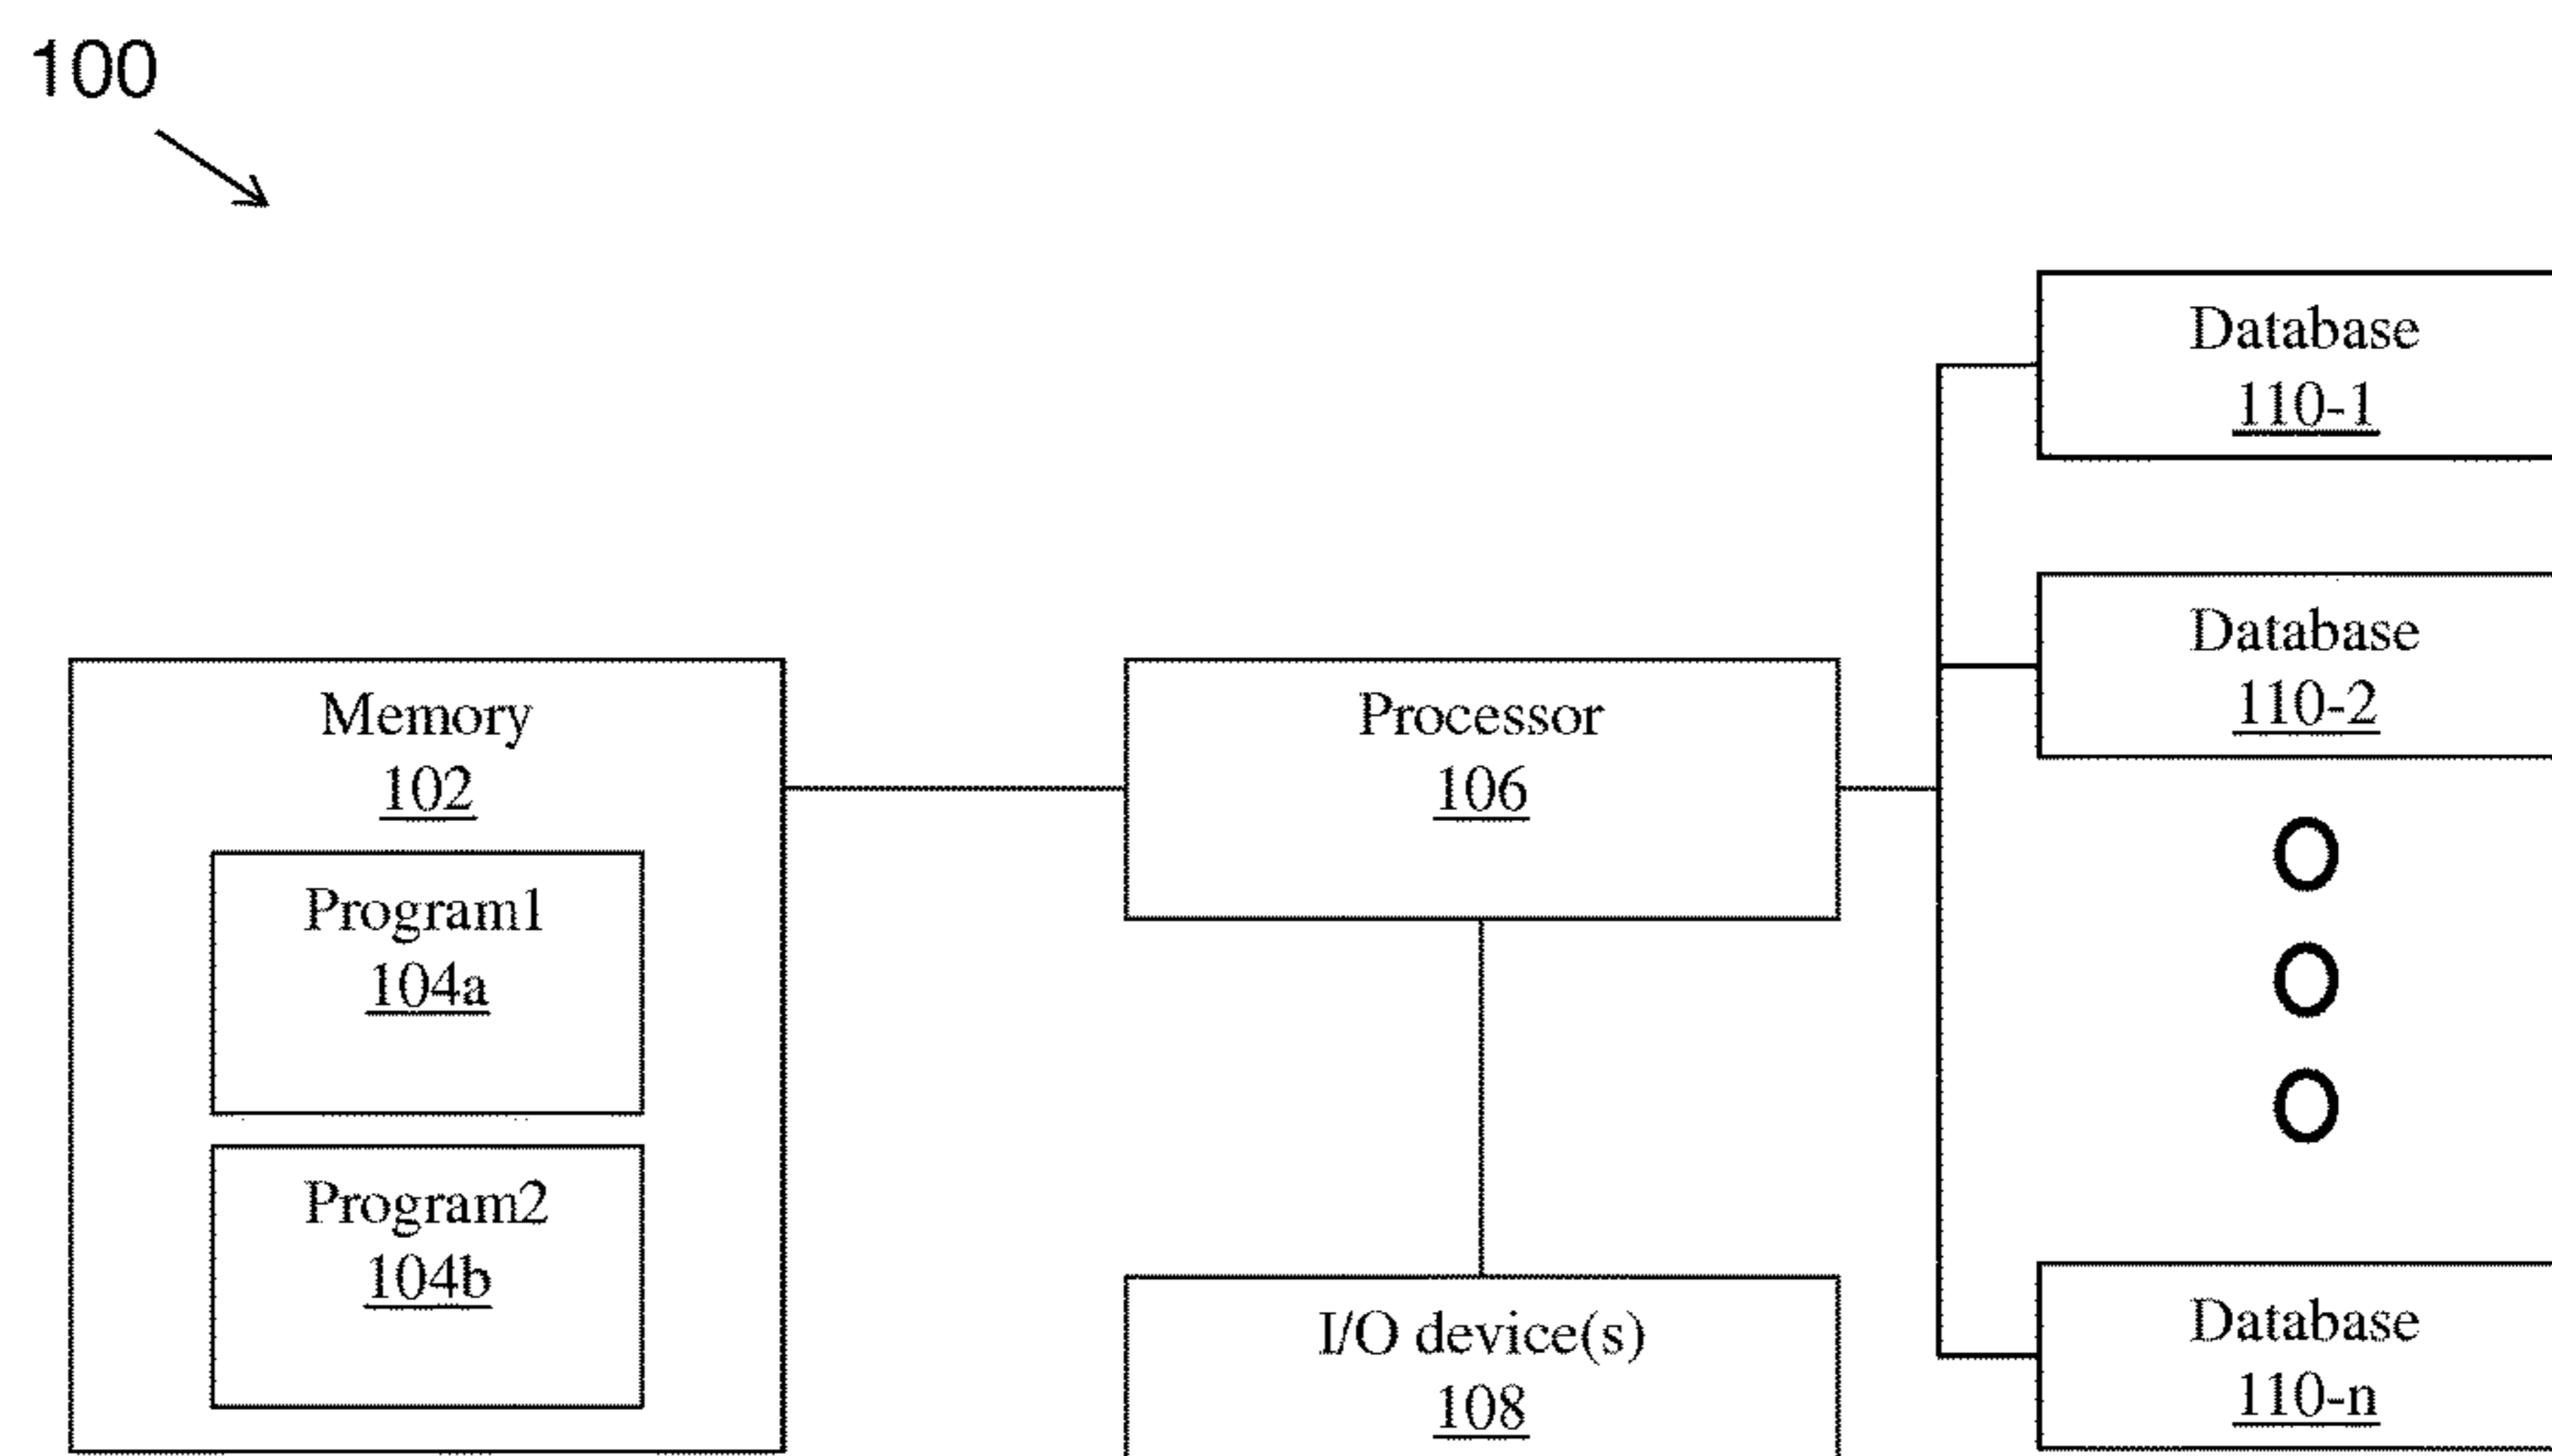 100
Database
110-1
Database
110-2
Memory
102
Processor
106
Program1
104a
Program2
104b
I/O device(s)
108
Database
110-n